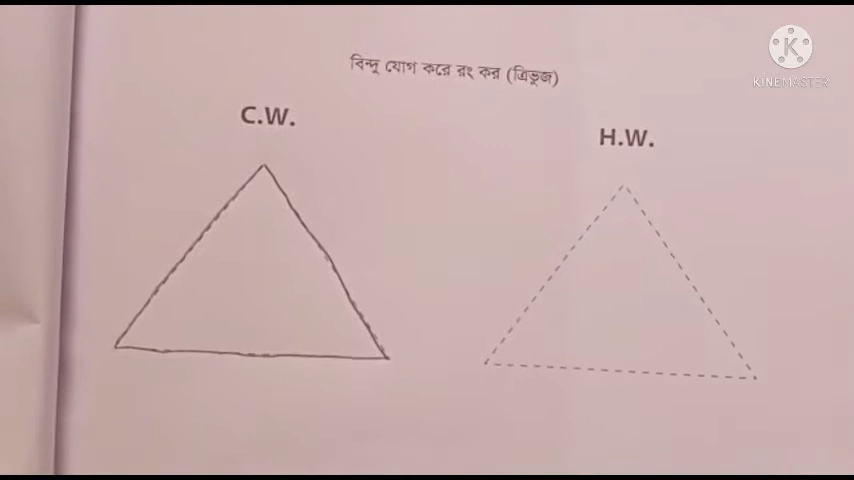 বিন্দু যোগ করে রং কর (ত্রিভুজ)
C.W.
H.W.
K
KINEMASTER